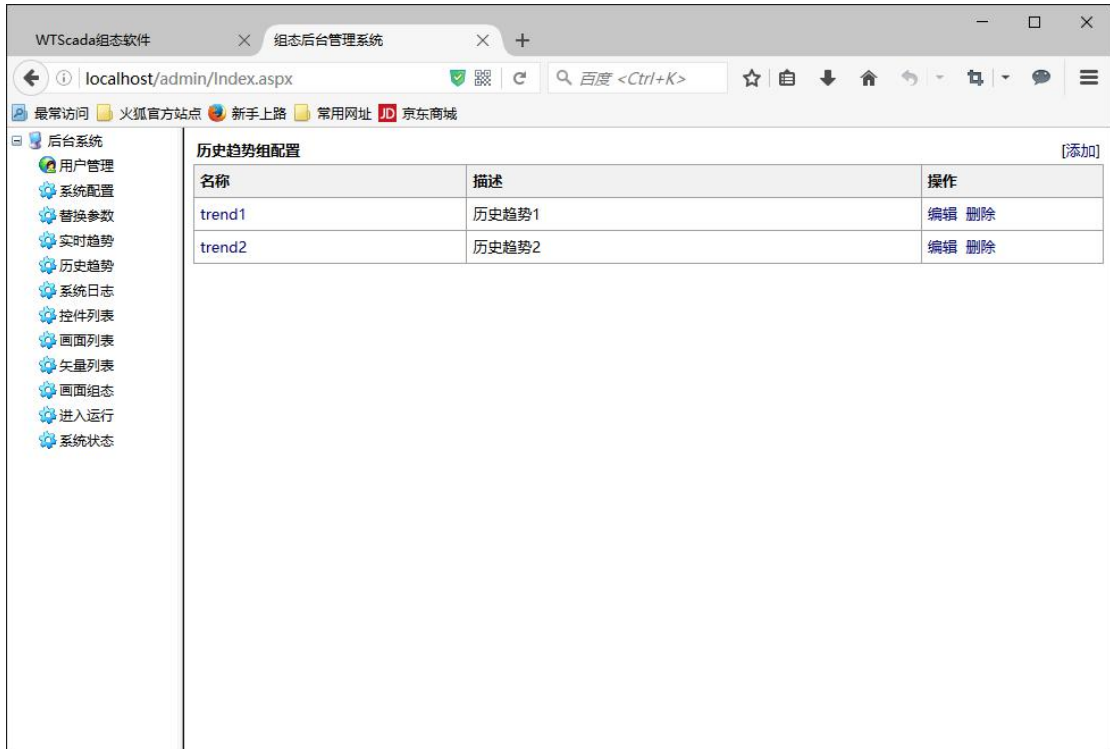 WTScada组态软件
组态后台管理系统
localhost/admin/Index.aspx
百度 <Ctrl+K>
最常访问 火狐官方站点 新手上路 常用网址 JD 京东商城
后台系统
用户管理
系统配置
替换参数
实时趋势
历史趋势
系统日志
控件列表
画面列表
矢量列表
画面组态
进入运行
系统状态
历史趋势组配置 [添加]
名称 描述 操作
trend1 历史趋势1 编辑 删除
trend2 历史趋势2 编辑 删除